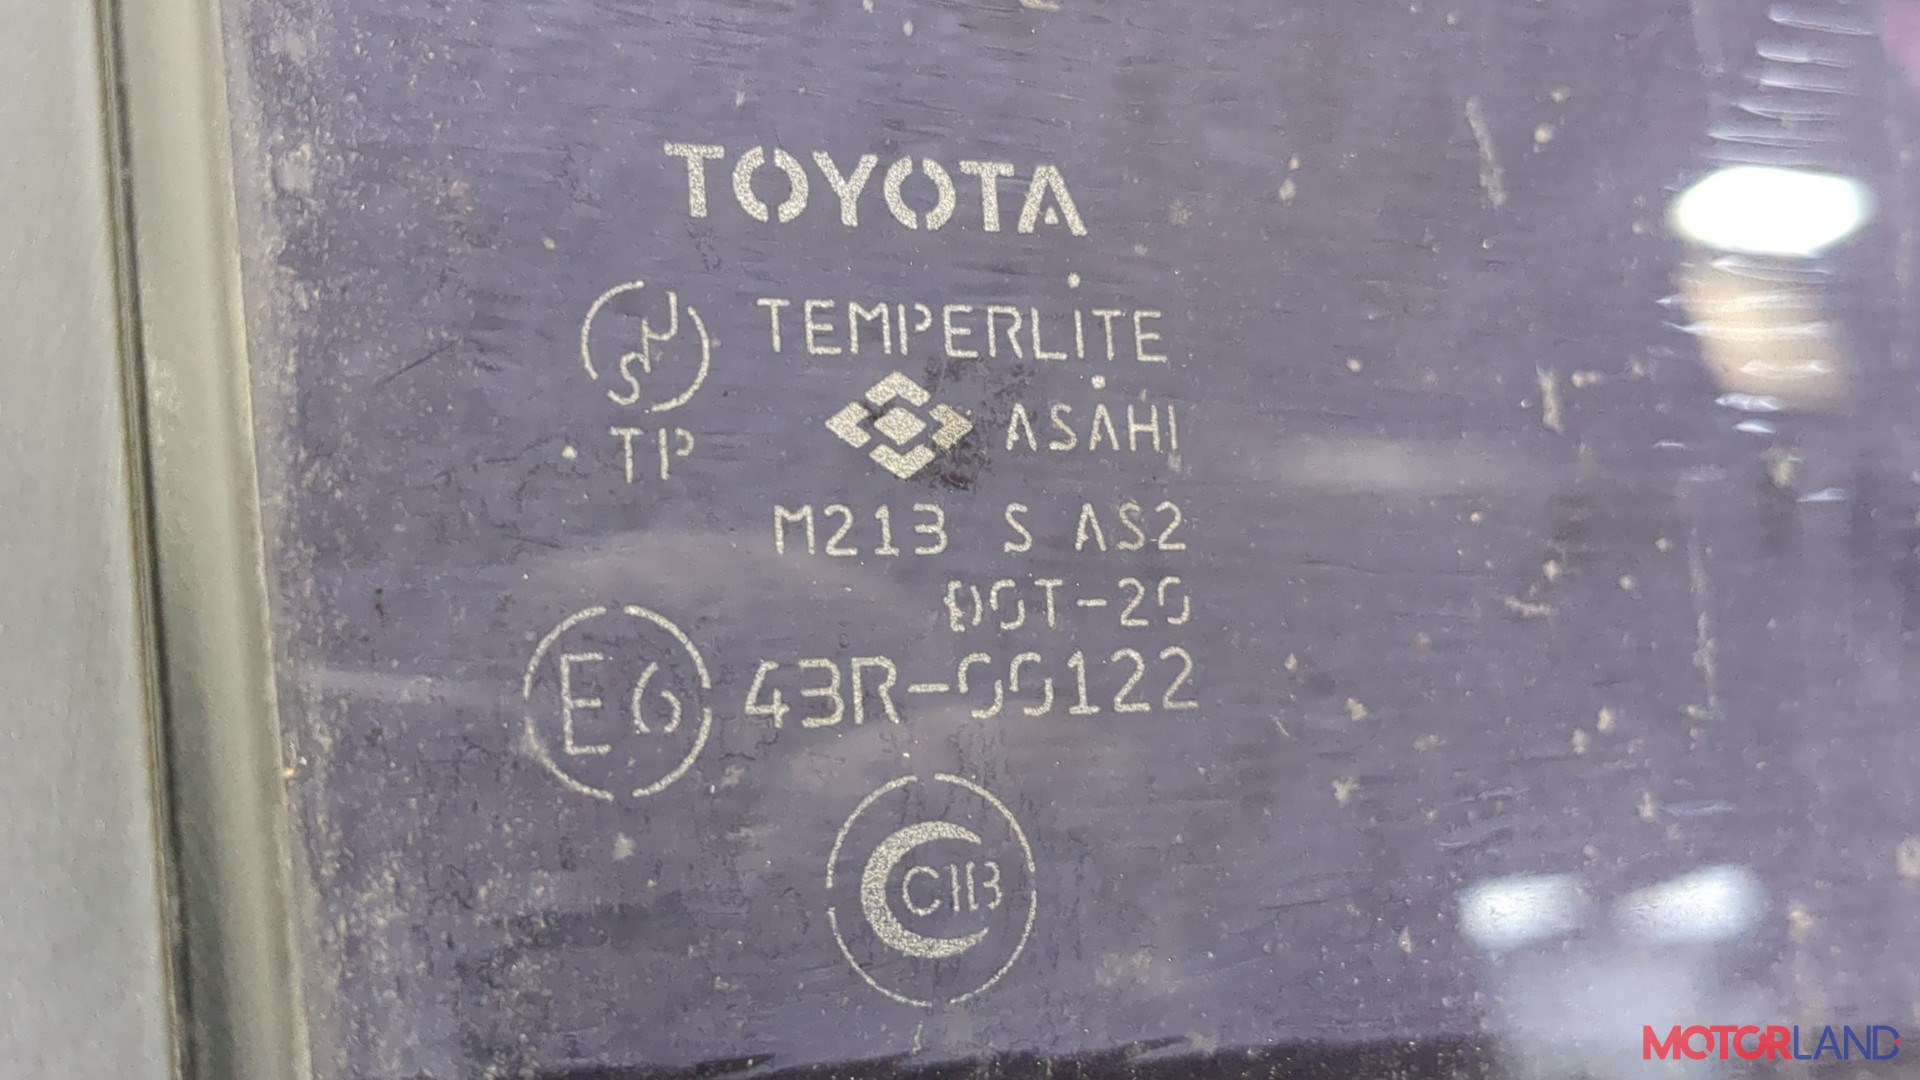 TOYOTA
JIS TEMPERLITE
TP ASAHI
M213 S AS2
DOT-20
E6 43R-00122
CIB
MOTORLAND